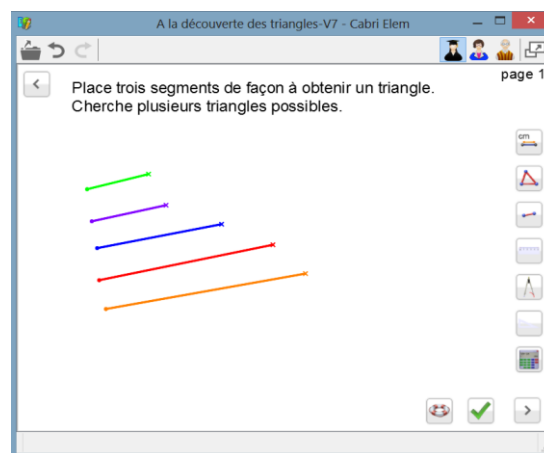 A la découverte des triangles-V7 - Cabri Elem
page 1
Place trois segments de façon à obtenir un triangle.
Cherche plusieurs triangles possibles.
cm